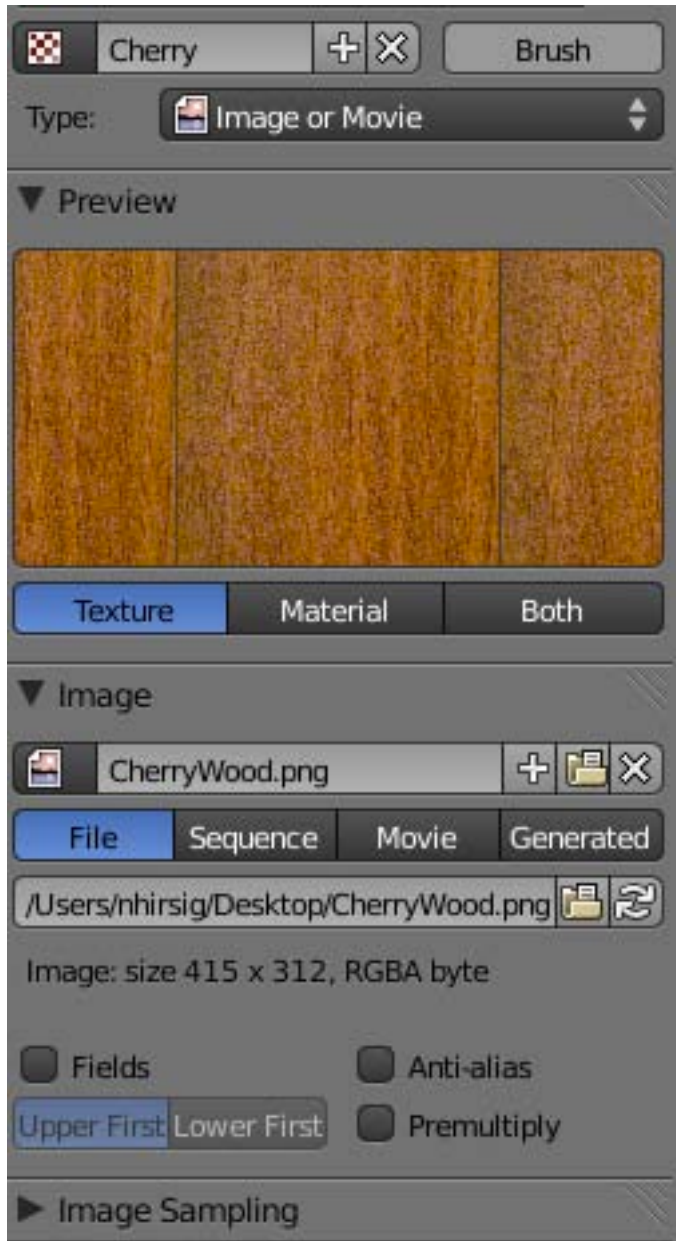 Cherry Brush
Type: Image or Movie
Preview
Texture Material Both
Image
CherryWood.png
File Sequence Movie Generated
/Users/nhirsig/Desktop/CherryWood.png
Image: size 415 x 312, RGBA byte
Fields Anti-alias
Upper First Lower First Premultiply
Image Sampling